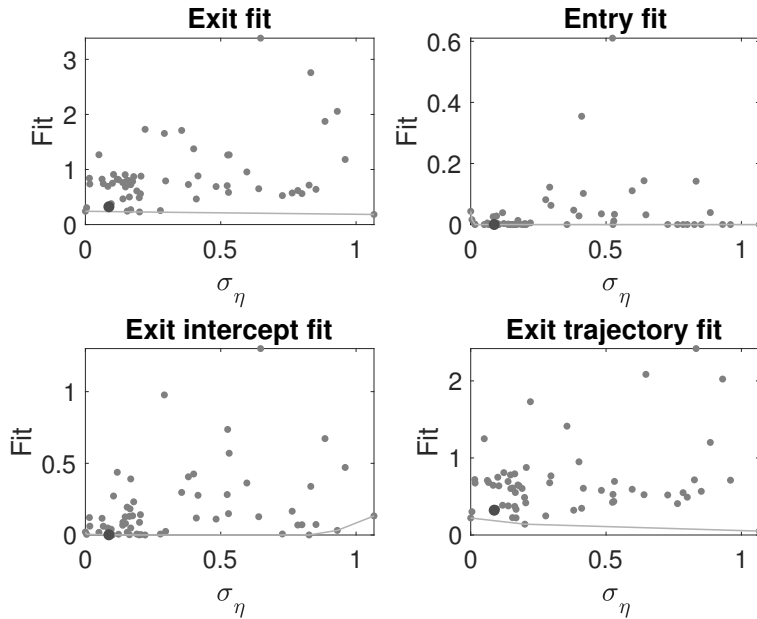 Exit fit
Entry fit
Fit
3
2
1
0
0
0.5
1
σ_η
Fit
0.6
0.4
0.2
0
0
0.5
1
σ_η
Exit intercept fit
Exit trajectory fit
Fit
1
0.5
0
0
0.5
1
σ_η
Fit
2
1
0
0
0.5
1
σ_η